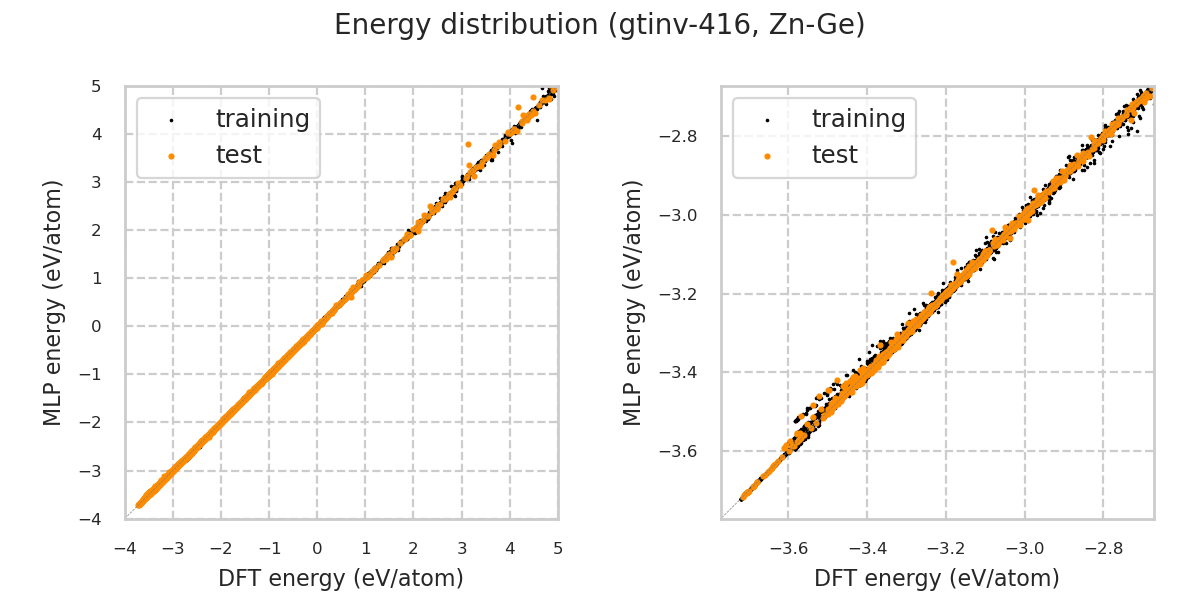 Energy distribution (gtinv-416, Zn-Ge)
training
test
5
4
3
2
1
0
−1
−2
−3
−4
−4 −3 −2 −1 0 1 2 3 4 5
MLP energy (eV/atom)
DFT energy (eV/atom)
training
test
−2.8
−3.0
−3.2
−3.4
−3.6
−3.6 −3.4 −3.2 −3.0 −2.8
MLP energy (eV/atom)
DFT energy (eV/atom)